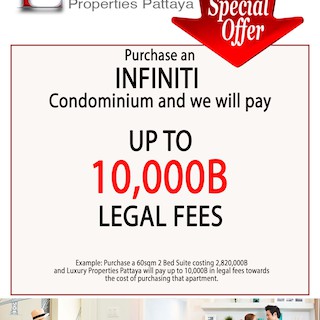 Properties Pattaya
Special
Offer
Purchase an
INFINITI
Condominium and we will pay
UP TO
10,000B
LEGAL FEES
Example: Purchase a 60sqm 2 Bed Suite costing 2,820,000B
and Luxury Properties Pattaya will pay up to 10,000B in legal fees towards
the cost of purchasing that apartment.